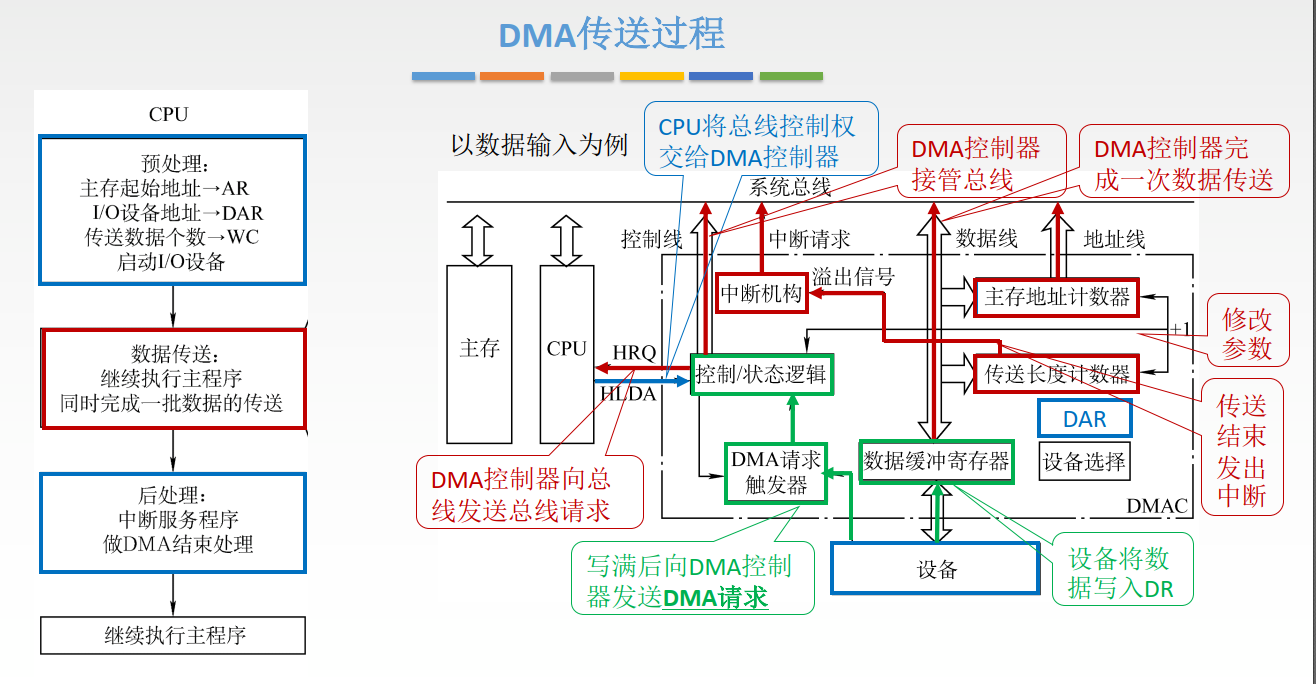 DMA传送过程
CPU
预处理：
主存起始地址→AR
I/O设备地址→DAR
传送数据个数→WC
启动I/O设备
数据传送：
继续执行主程序
同时完成一批数据的传送
后处理：
中断服务程序
做DMA结束处理
继续执行主程序
以数据输入为例
CPU将总线控制权
交给DMA控制器
DMA控制器
接管总线
DMA控制器完
成一次数据传送
系统总线
控制线
中断请求
数据线
地址线
溢出信号
中断机构
主存地址计数器
+1
修改
参数
主存
CPU
HRQ
HLDA
控制/状态逻辑
传送长度计数器
DAR
设备选择
传送
结束
发出
中断
DMA请求
触发器
数据缓冲寄存器
DMAC
DMA控制器向总
线发送总线请求
写满后向DMA控制
器发送DMA请求
设备
设备将数
据写入DR